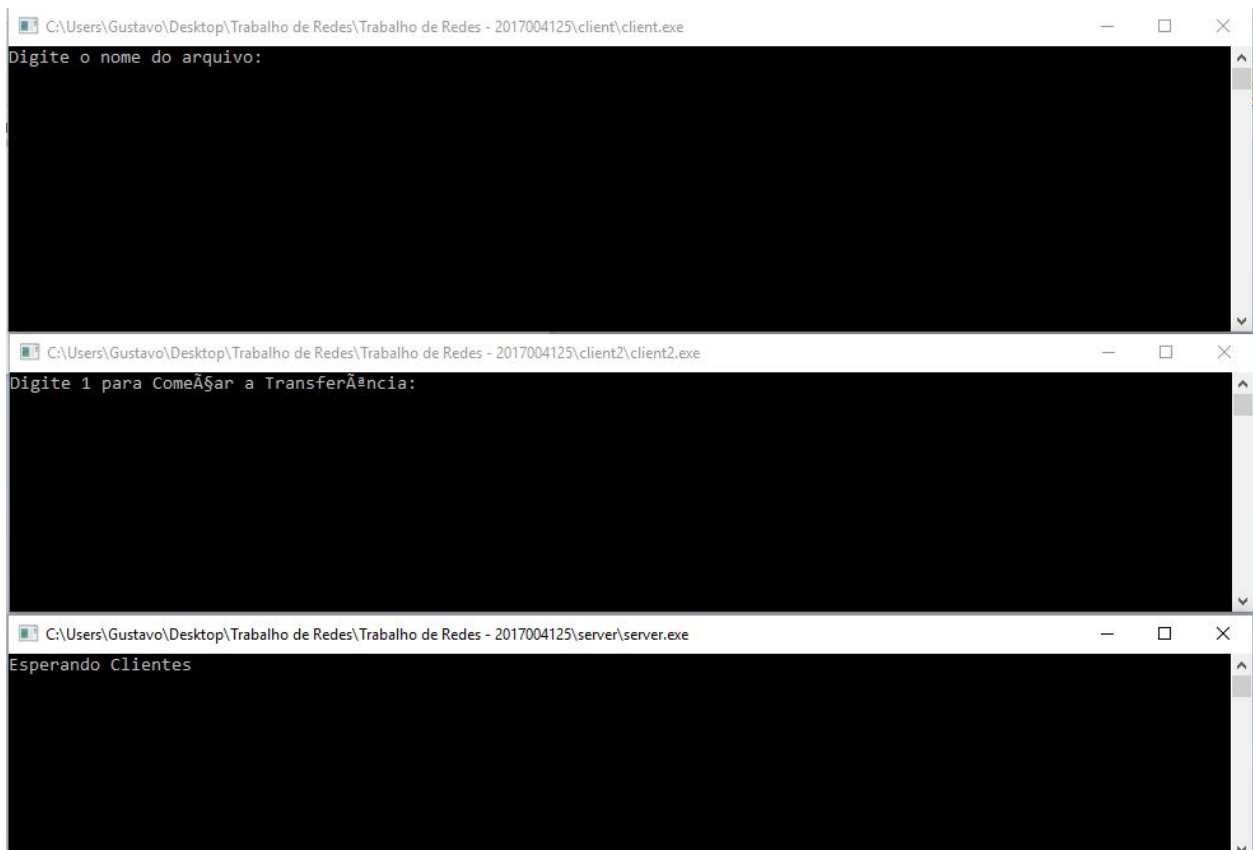 C:\Users\Gustavo\Desktop\Trabalho de Redes\Trabalho de Redes - 2017004125\client\client.exe
Digite o nome do arquivo:
C:\Users\Gustavo\Desktop\Trabalho de Redes\Trabalho de Redes - 2017004125\client2\client2.exe
Digite 1 para ComeÃ§ar a TransferÃªncia:
C:\Users\Gustavo\Desktop\Trabalho de Redes\Trabalho de Redes - 2017004125\server\server.exe
Esperando Clientes